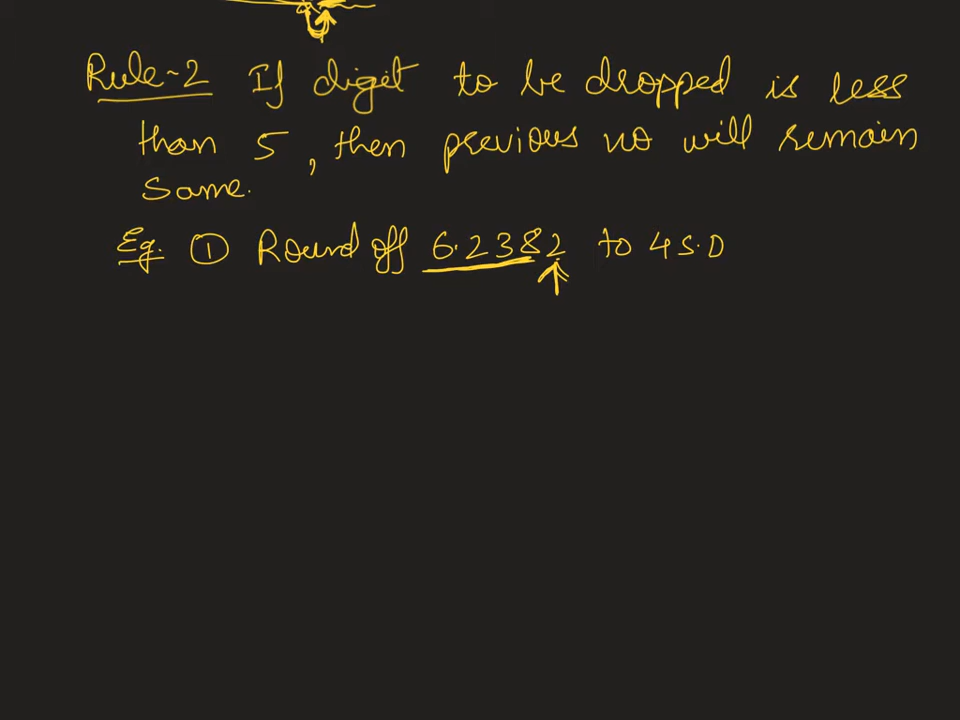 Rule-2 If digit to be dropped is less
than 5, then previous no will remain
same.
Eg. ① Round off 6.2382 to 4 S.D